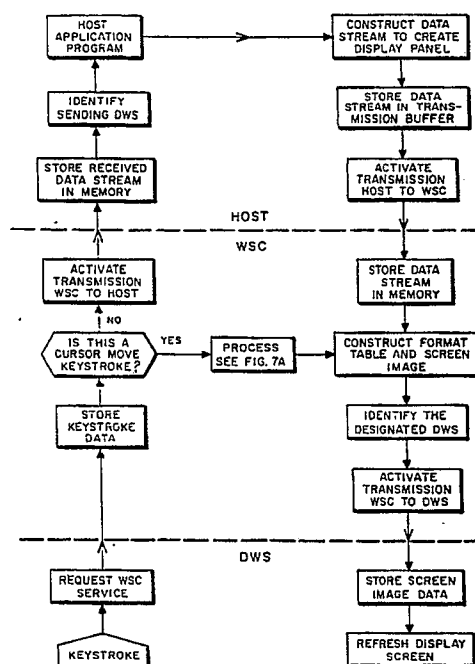 HOST
APPLICATION
PROGRAM
CONSTRUCT DATA
STREAM TO CREATE
DISPLAY PANEL
IDENTIFY
SENDING DWS
STORE DATA
STREAM IN TRANS-
MISSION BUFFER
STORE RECEIVED
DATA STREAM
IN MEMORY
ACTIVATE
TRANSMISSION
HOST TO WSC
HOST
WSC
ACTIVATE
TRANSMISSION
WSC TO HOST
STORE DATA
STREAM
IN MEMORY
NO
IS THIS A
CURSOR MOVE
KEYSTROKE?
YES
PROCESS
SEE FIG. 7A
CONSTRUCT FORMAT
TABLE AND SCREEN
IMAGE
STORE
KEYSTROKE
DATA
IDENTIFY THE
DESIGNATED DWS
ACTIVATE
TRANSMISSION
WSC TO DWS
DWS
REQUEST WSC
SERVICE
STORE SCREEN
IMAGE DATA
KEYSTROKE
REFRESH DISPLAY
SCREEN